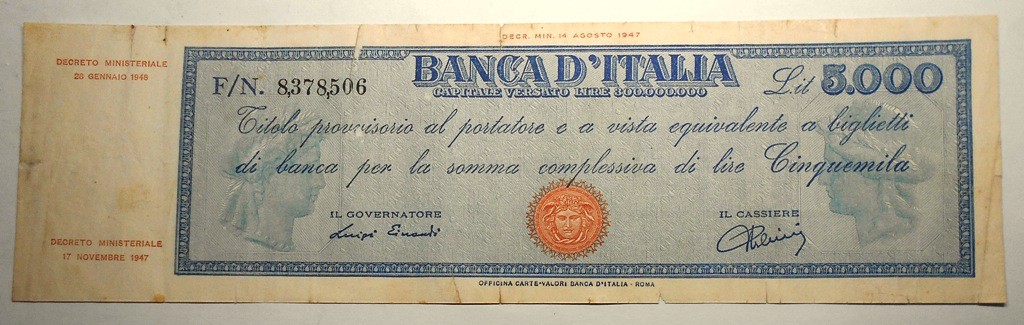 DECR. MIN. 14 AGOSTO 1947
DECRETO MINISTERIALE
28 GENNAIO 1948
F/N. 8,378,506
BANCA D'ITALIA
CAPITALE VERSATO LIRE 300.000.000
L.it 5.000
Titolo provvisorio al portatore e a vista equivalente a biglietti
di banca per la somma complessiva di lire Cinquemila
IL GOVERNATORE
Luigi Einaudi
IL CASSIERE
DECRETO MINISTERIALE
17 NOVEMBRE 1947
OFFICINA CARTE-VALORI BANCA D'ITALIA - ROMA